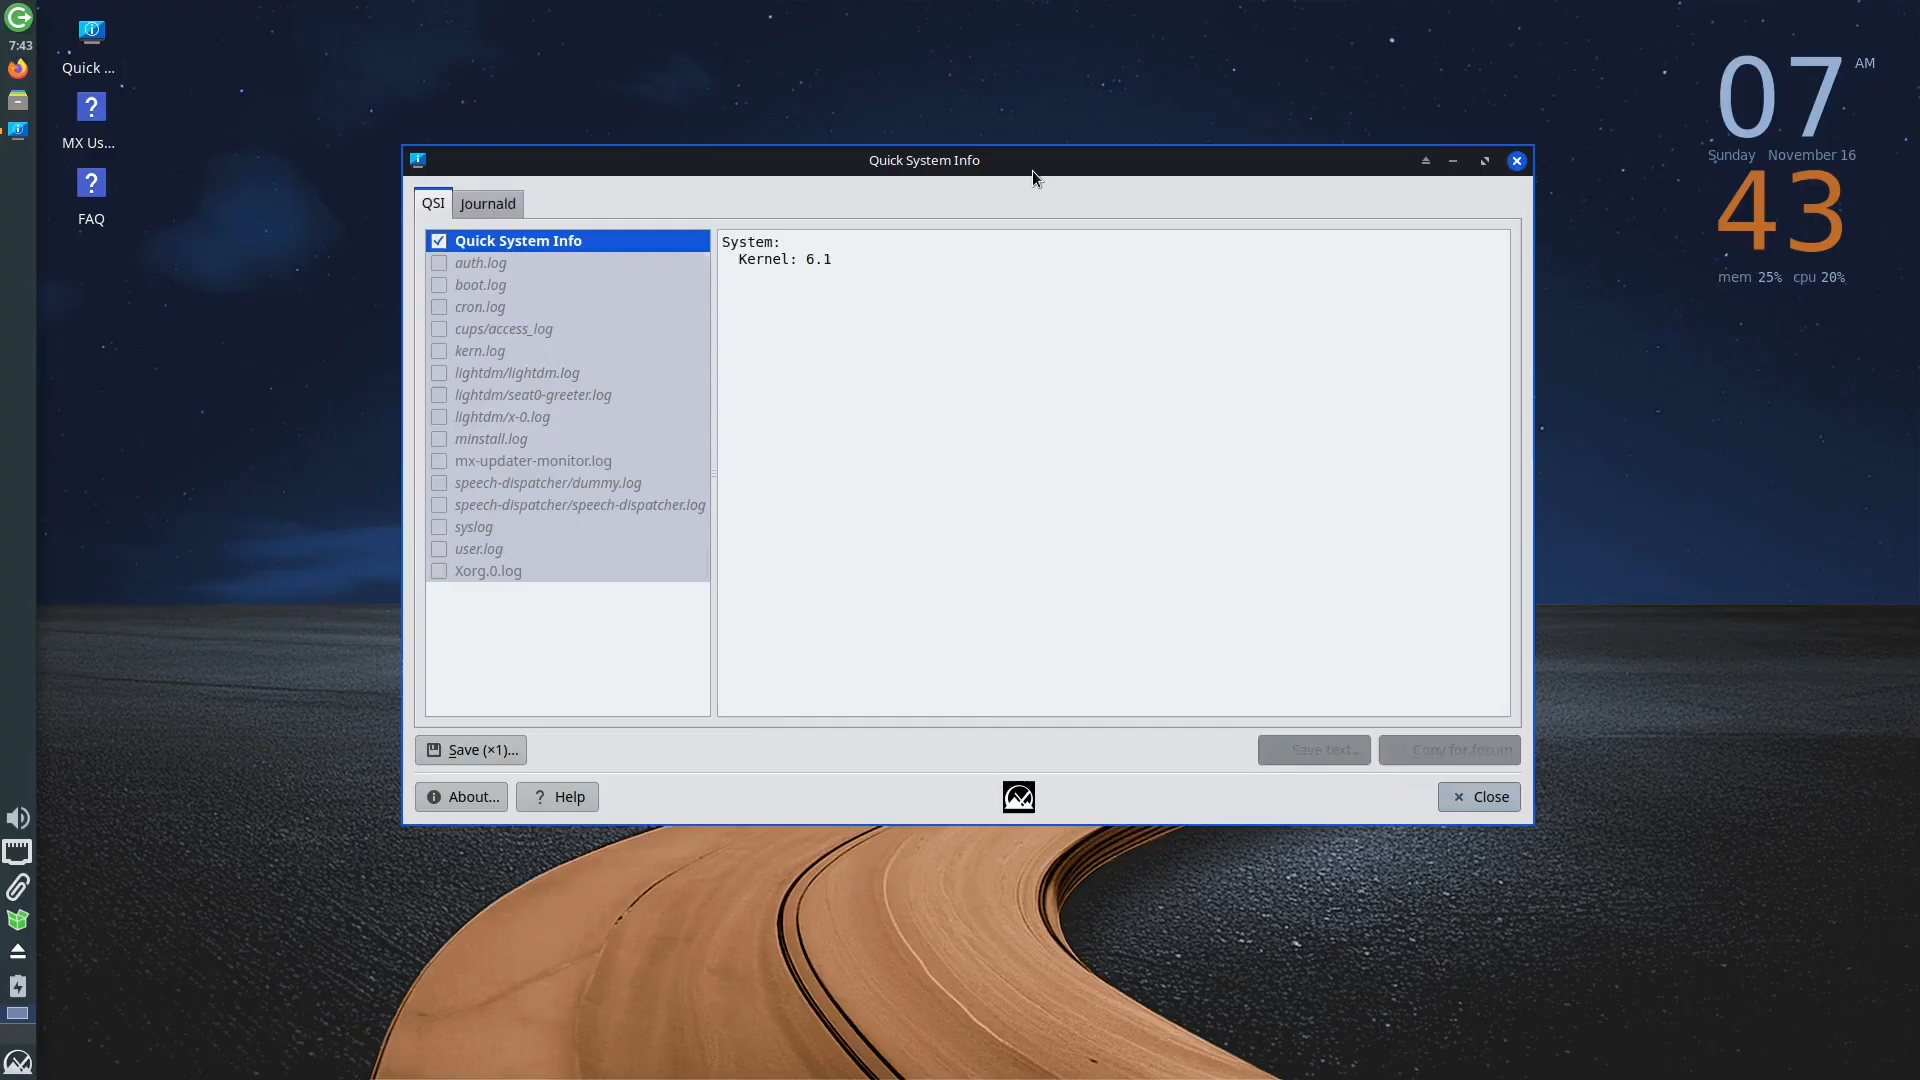 7:43
Quick ...
MX Us...
FAQ
07 AM
Sunday November 16
43
mem 25% cpu 20%
Quick System Info
QSI
Journald
Quick System Info
auth.log
boot.log
cron.log
cups/access_log
kern.log
lightdm/lightdm.log
lightdm/seat0-greeter.log
lightdm/x-0.log
minstall.log
mx-updater-monitor.log
speech-dispatcher/dummy.log
speech-dispatcher/speech-dispatcher.log
syslog
user.log
Xorg.0.log
System:
Kernel: 6.1
Save (×1)...
Save text...
Copy for forum
About...
? Help
Close